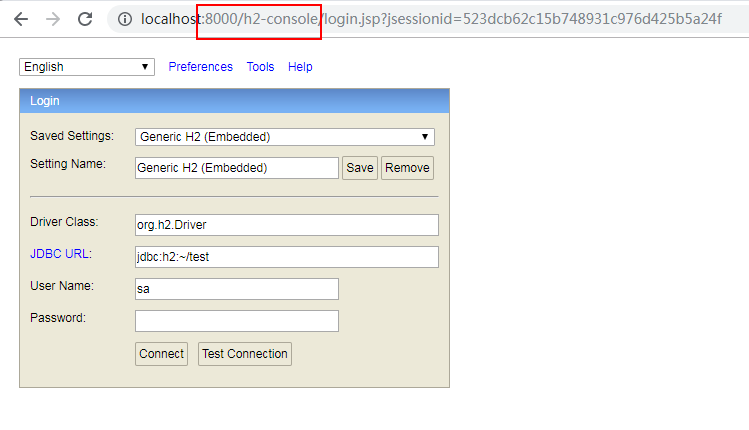 localhost:8000/h2-console/login.jsp?jsessionid=523dcb62c15b748931c976d425b5a24f
English Preferences Tools Help
Login
Saved Settings: Generic H2 (Embedded)
Setting Name: Generic H2 (Embedded) Save Remove
Driver Class: org.h2.Driver
JDBC URL: jdbc:h2:~/test
User Name: sa
Password:
Connect Test Connection